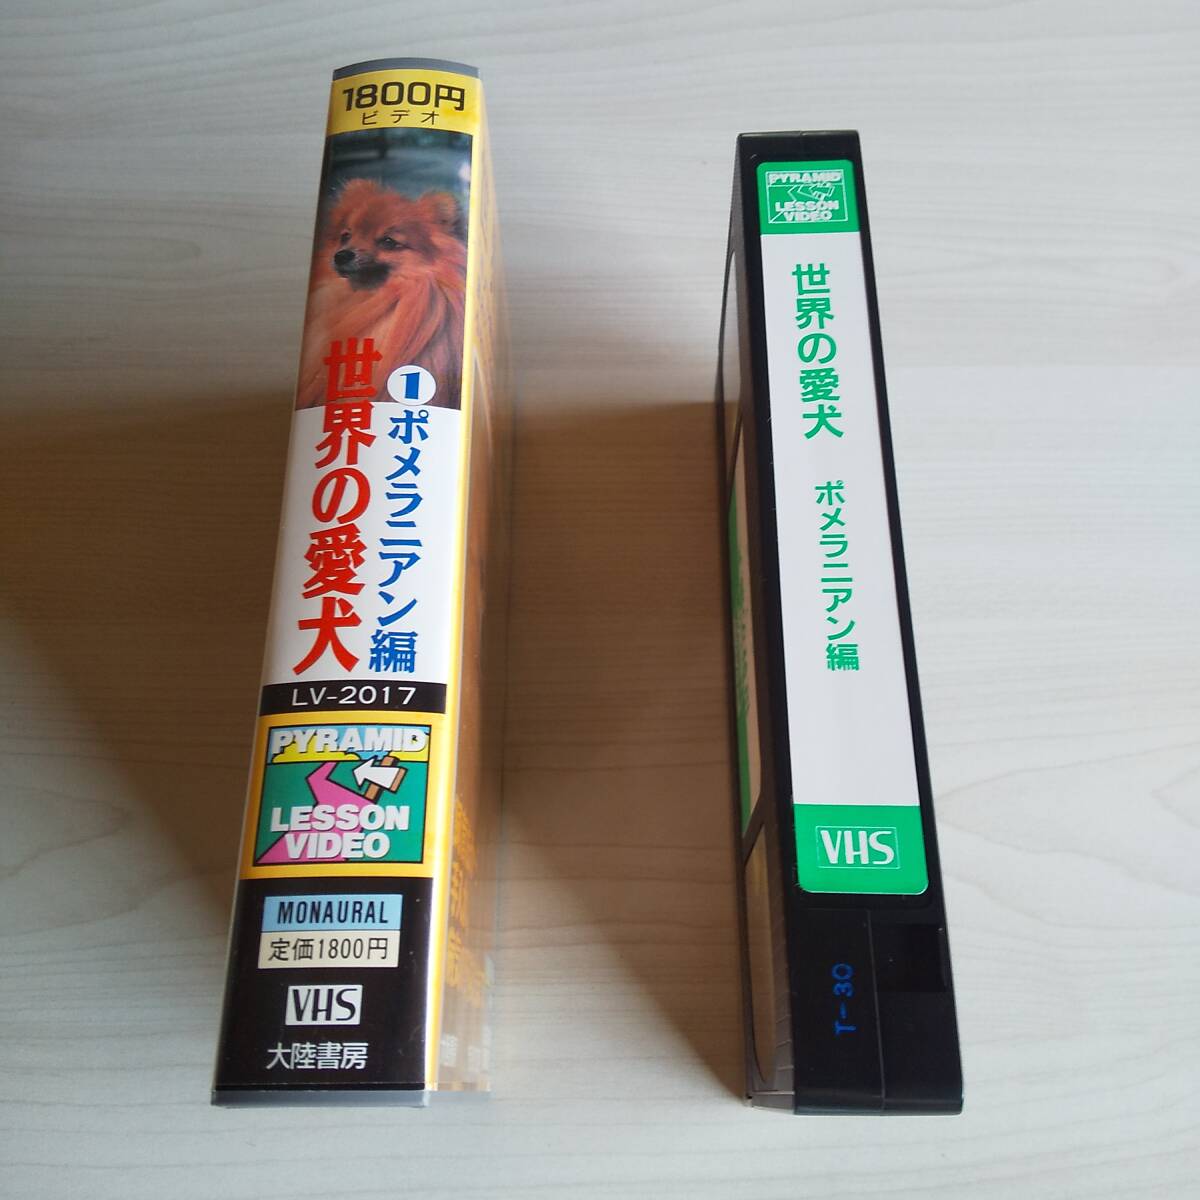 1800円
ビデオ
1 ポメラニアン編
世界の愛犬
LV-2017
PYRAMID
LESSON
VIDEO
MONAURAL
定価1800円
VHS
大陸書房
PYRAMID
LESSON
VIDEO
世界の愛犬 ポメラニアン編
VHS
T-30